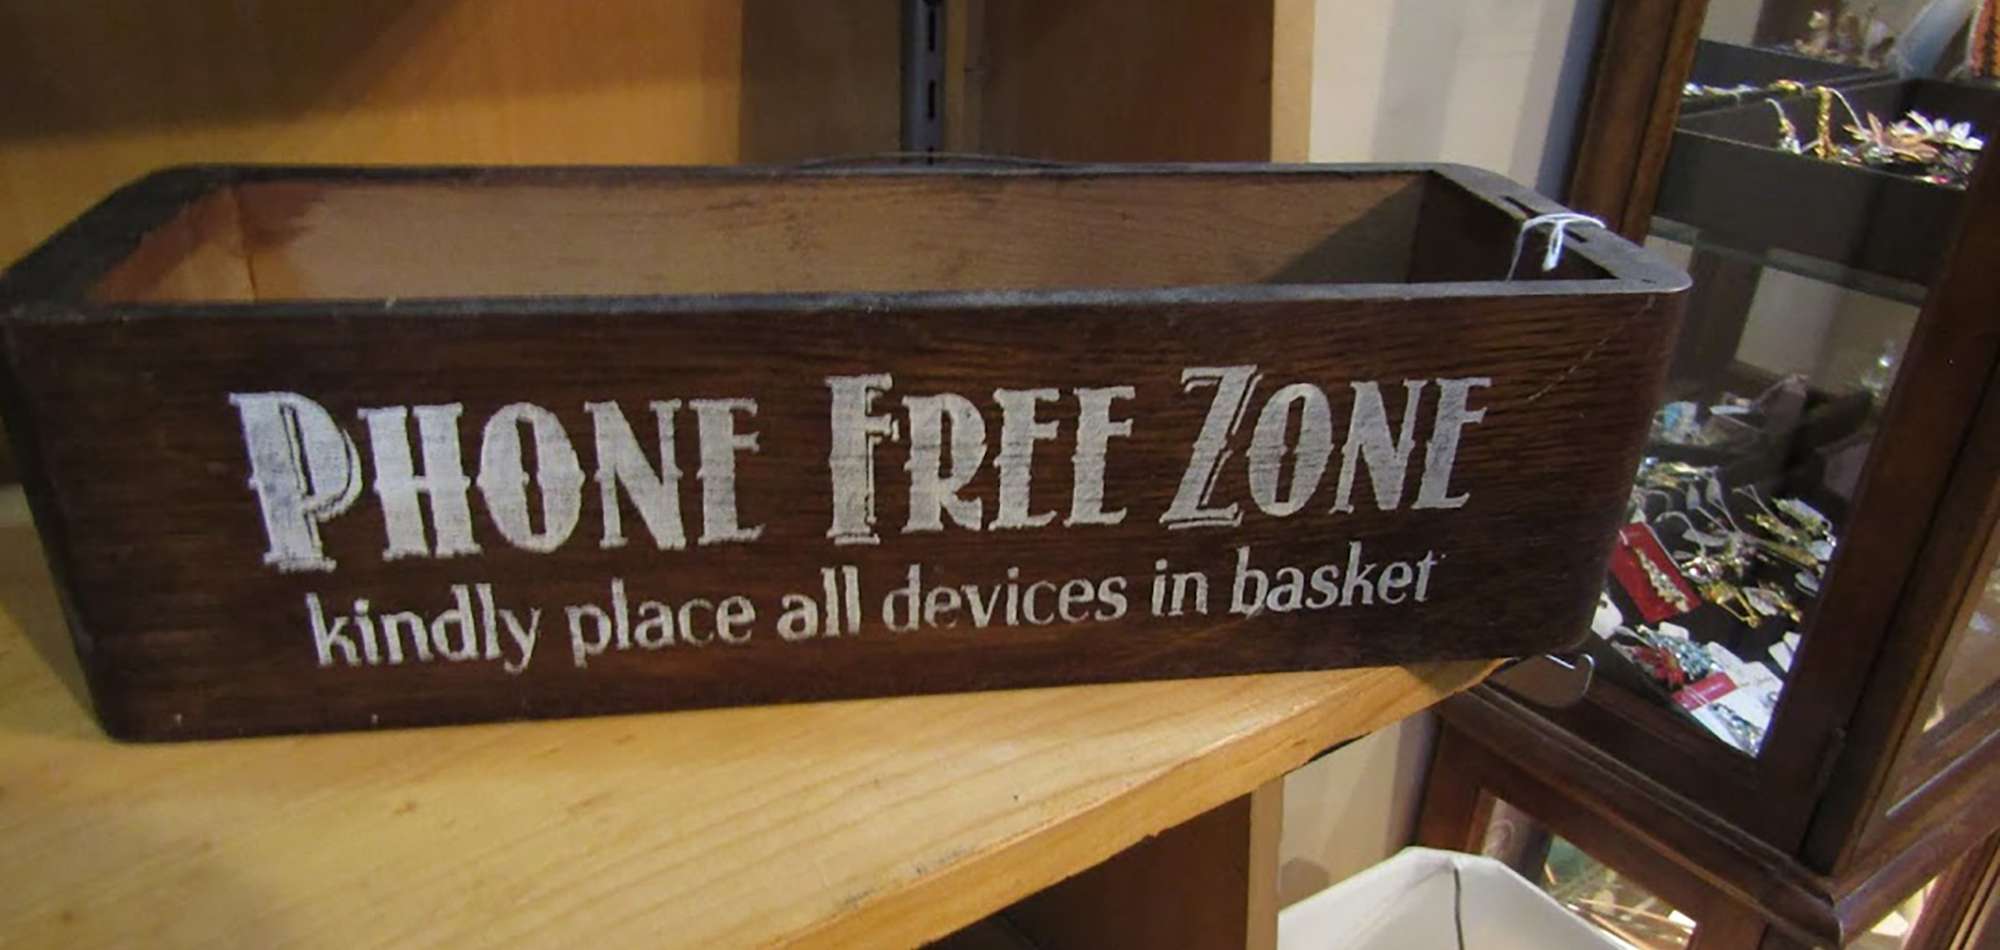 PHONE FREE ZONE
kindly place all devices in basket